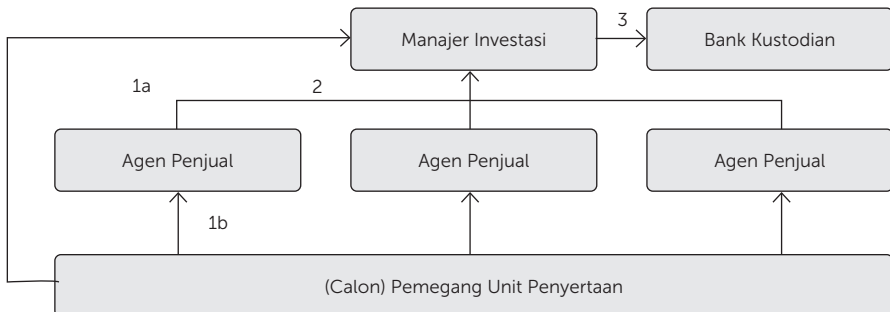 3
Manajer Investasi
Bank Kustodian
1a
2
Agen Penjual
Agen Penjual
Agen Penjual
1b
(Calon) Pemegang Unit Penyertaan